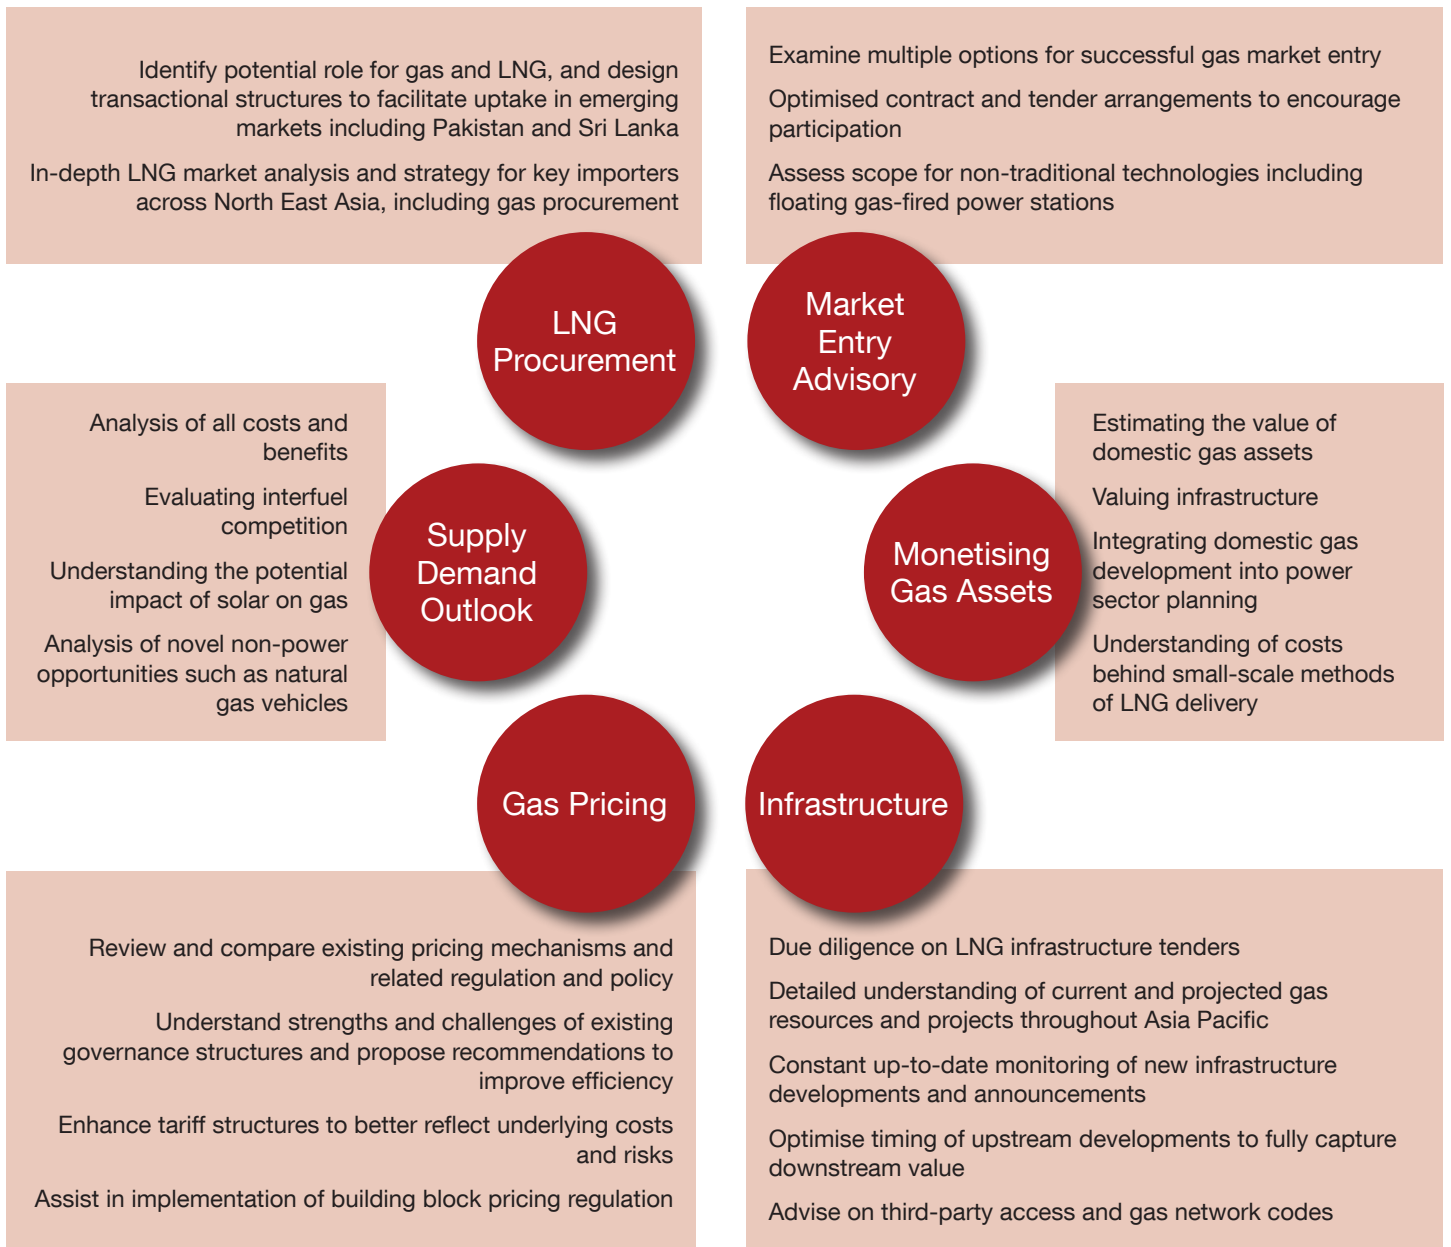 Identify potential role for gas and LNG, and design
transactional structures to facilitate uptake in emerging
markets including Pakistan and Sri Lanka
In-depth LNG market analysis and strategy for key importers
across North East Asia, including gas procurement
LNG
Procurement
Examine multiple options for successful gas market entry
Optimised contract and tender arrangements to encourage
participation
Assess scope for non-traditional technologies including
floating gas-fired power stations
Market
Entry
Advisory
Analysis of all costs and
benefits
Evaluating interfuel
competition
Understanding the potential
impact of solar on gas
Analysis of novel non-power
opportunities such as natural
gas vehicles
Supply
Demand
Outlook
Monetising
Gas Assets
Estimating the value of
domestic gas assets
Valuing infrastructure
Integrating domestic gas
development into power
sector planning
Understanding of costs
behind small-scale methods
of LNG delivery
Gas Pricing
Review and compare existing pricing mechanisms and
related regulation and policy
Understand strengths and challenges of existing
governance structures and propose recommendations to
improve efficiency
Enhance tariff structures to better reflect underlying costs
and risks
Assist in implementation of building block pricing regulation
Infrastructure
Due diligence on LNG infrastructure tenders
Detailed understanding of current and projected gas
resources and projects throughout Asia Pacific
Constant up-to-date monitoring of new infrastructure
developments and announcements
Optimise timing of upstream developments to fully capture
downstream value
Advise on third-party access and gas network codes